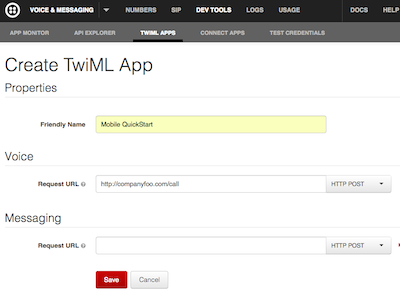 VOICE & MESSAGING NUMBERS SIP DEV TOOLS LOGS USAGE DOCS HELP
APP MONITOR API EXPLORER TWIML APPS CONNECT APPS TEST CREDENTIALS
Create TwiML App
Properties
Friendly Name Mobile QuickStart
Voice
Request URL http://companyfoo.com/call HTTP POST
Messaging
Request URL HTTP POST
Save Cancel